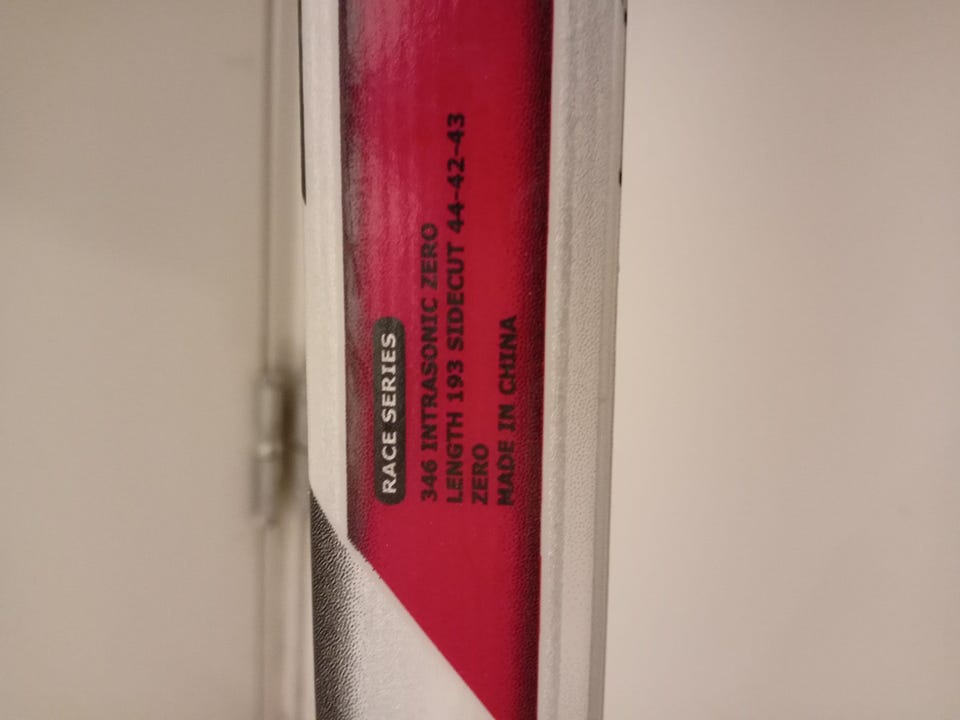 RACE SERIES
346 INTRASONIC ZERO
LENGTH 193 SIDECUT 44-42-43
ZERO
MADE IN CHINA